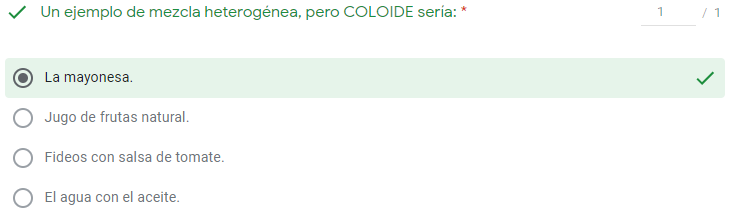 Un ejemplo de mezcla heterogénea, pero COLOIDE sería: * 1 / 1
La mayonesa.
Jugo de frutas natural.
Fideos con salsa de tomate.
El agua con el aceite.